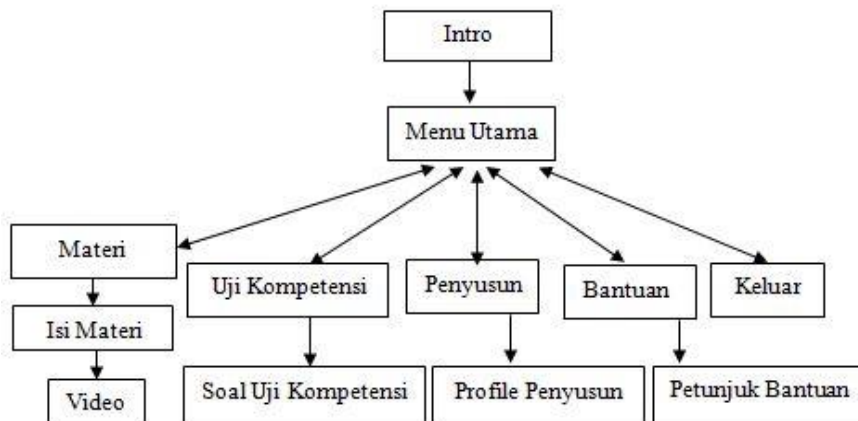 Intro
Menu Utama
Materi
Uji Kompetensi
Penyusun
Bantuan
Keluar
Isi Materi
Soal Uji Kompetensi
Profile Penyusun
Petunjuk Bantuan
Video